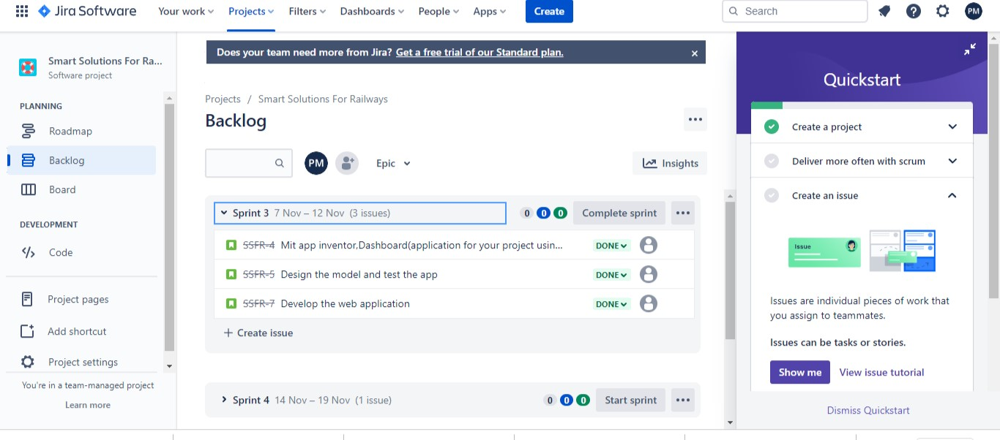 Jira Software Your work Projects Filters Dashboards People Apps Create Search PM
Does your team need more from Jira? Get a free trial of our Standard plan.
Smart Solutions For Ra...
Software project
PLANNING
Roadmap
Backlog
Board
DEVELOPMENT
Code
Project pages
Add shortcut
Project settings
You're in a team-managed project
Learn more
Projects / Smart Solutions For Railways
Backlog
PM Epic Insights
Sprint 3 7 Nov – 12 Nov (3 issues) 0 0 0 Complete sprint
SSFR-4 Mit app inventor,Dashboard(application for your project usin... DONE
SSFR-5 Design the model and test the app DONE
SSFR-7 Develop the web application DONE
+ Create issue
Sprint 4 14 Nov – 19 Nov (1 issue) 0 0 0 Start sprint
Quickstart
Create a project
Deliver more often with scrum
Create an issue
Issue
Issues are individual pieces of work that
you assign to teammates.
Issues can be tasks or stories.
Show me View issue tutorial
Dismiss Quickstart